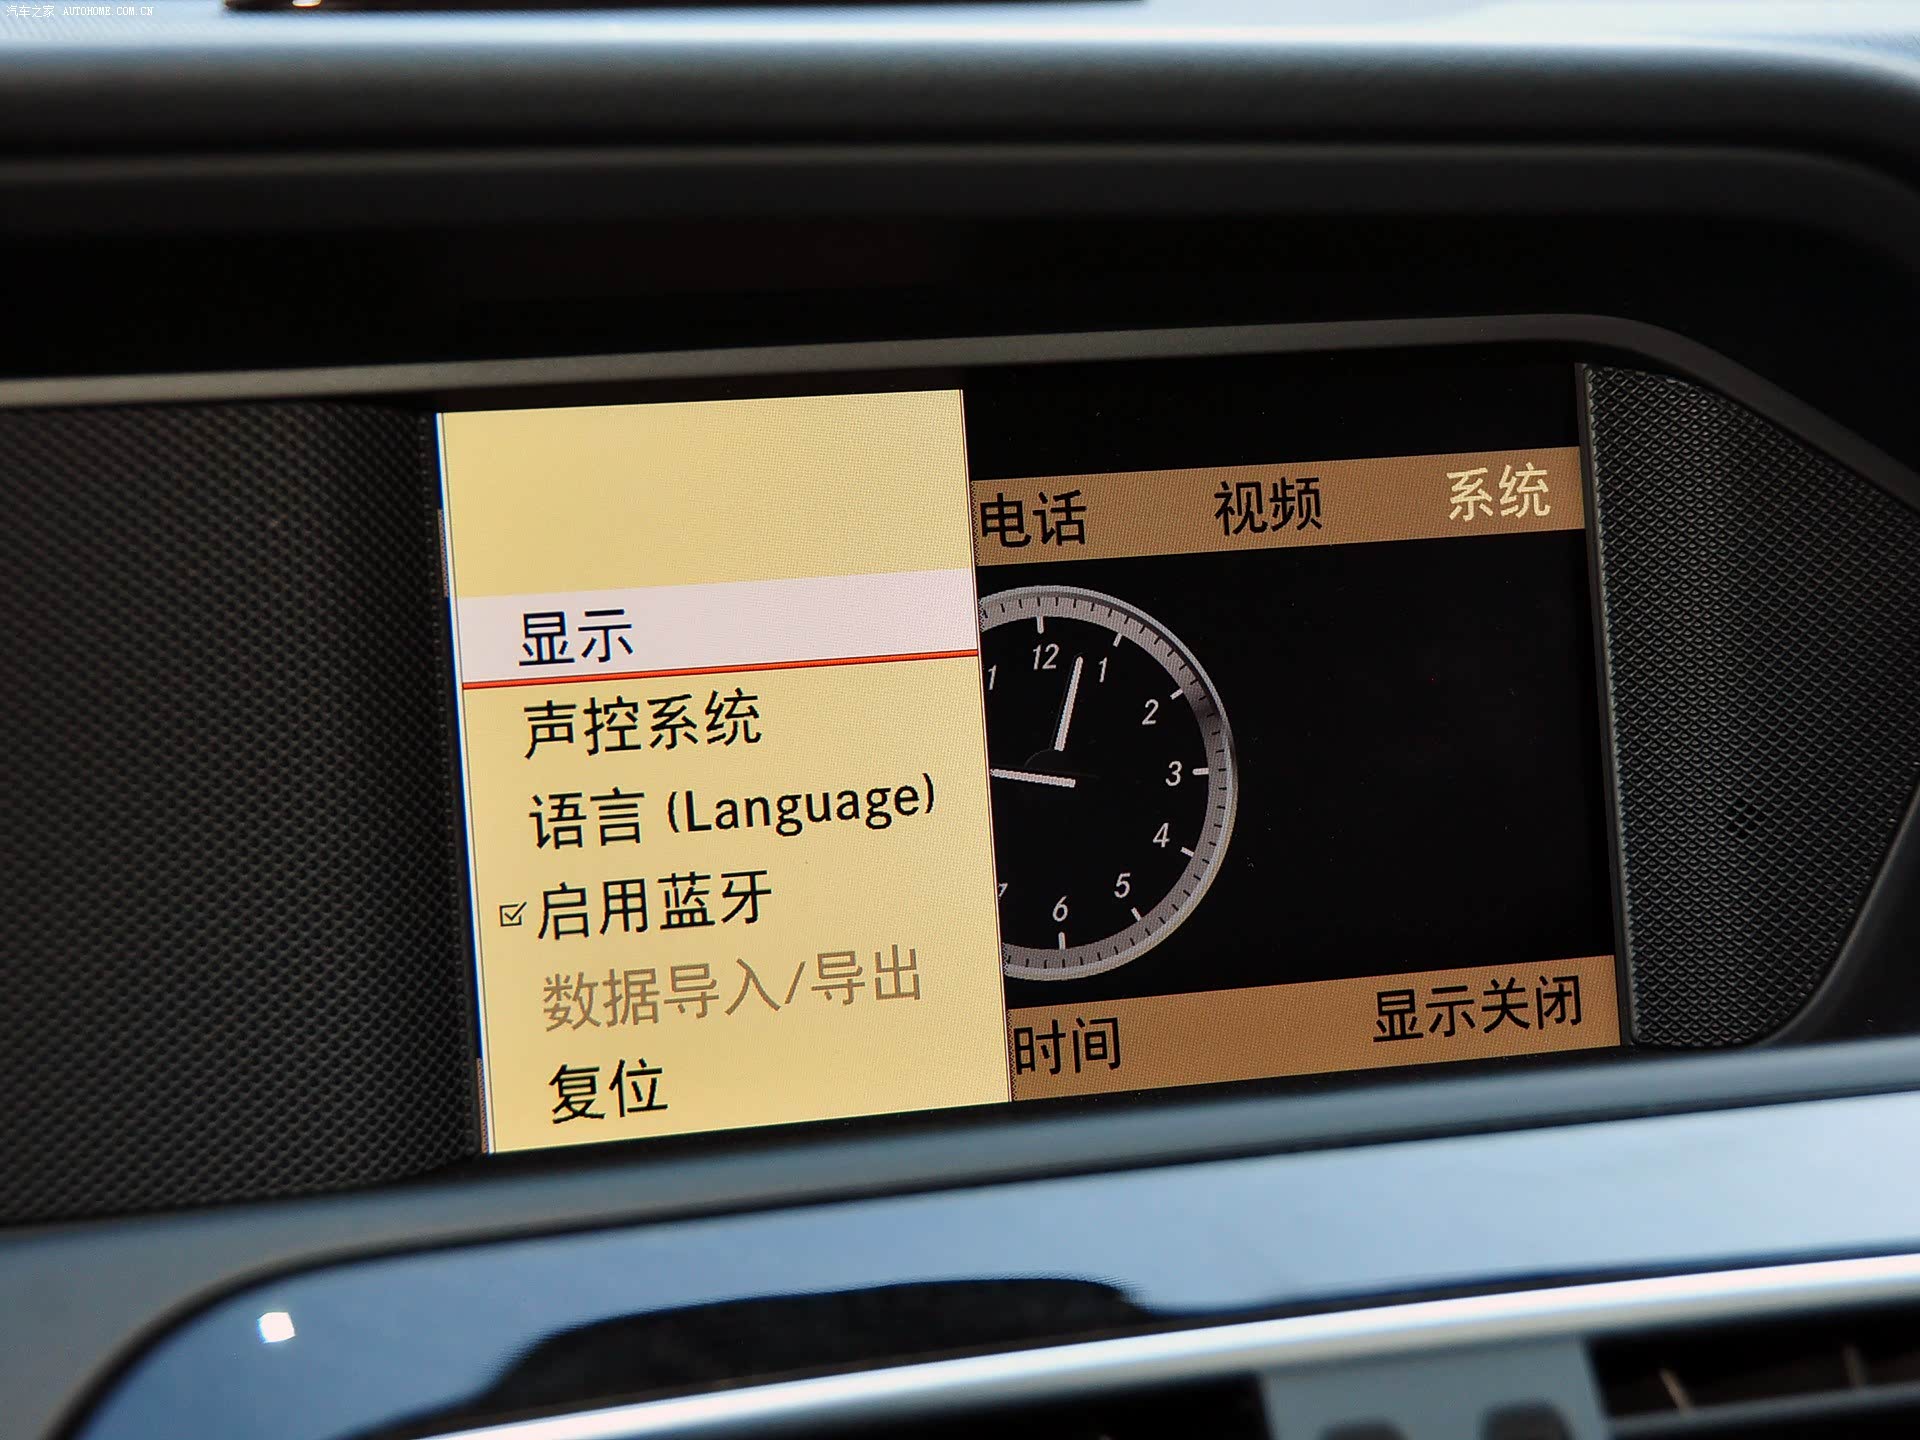 汽车之家 AUTOHOME.COM.CN
电话 视频 系统
显示
声控系统
语言 (Language)
启用蓝牙
数据导入/导出
复位
12
1
2
3
4
5
6
时间 显示关闭